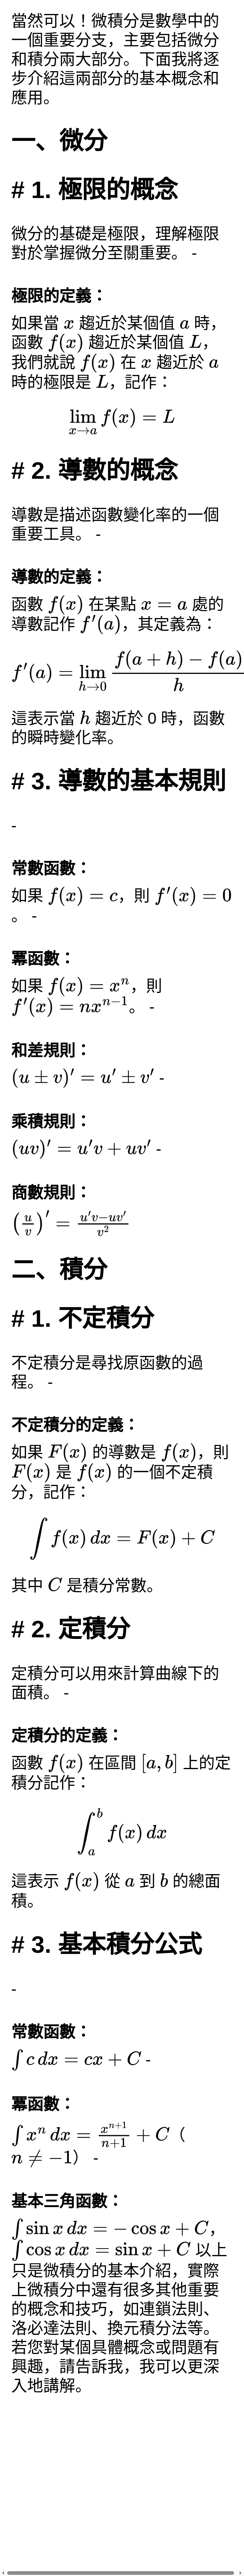 當然可以！微積分是數學中的
一個重要分支，主要包括微分
和積分兩大部分。下面我將逐
步介紹這兩部分的基本概念和
應用。
一、微分
# 1. 極限的概念
微分的基礎是極限，理解極限
對於掌握微分至關重要。 -
極限的定義：
如果當 x 趨近於某個值 a 時，
函數 f(x) 趨近於某個值 L，
我們就說 f(x) 在 x 趨近於 a
時的極限是 L，記作：
lim_{x→a} f(x) = L
# 2. 導數的概念
導數是描述函數變化率的一個
重要工具。 -
導數的定義：
函數 f(x) 在某點 x = a 處的
導數記作 f′(a)，其定義為：
f′(a) = lim_{h→0} \frac{f(a + h) − f(a)}{h}
這表示當 h 趨近於 0 時，函數
的瞬時變化率。
# 3. 導數的基本規則
-
常數函數：
如果 f(x) = c，則 f′(x) = 0
。 -
冪函數：
如果 f(x) = x^n，則
f′(x) = nx^{n−1}。 -
和差規則：
(u ± v)′ = u′ ± v′ -
乘積規則：
(uv)′ = u′v + uv′ -
商數規則：
(\frac{u}{v})′ = \frac{u′v−uv′}{v^2}
二、積分
# 1. 不定積分
不定積分是尋找原函數的過
程。 -
不定積分的定義：
如果 F(x) 的導數是 f(x)，則
F(x) 是 f(x) 的一個不定積
分，記作：
∫ f(x) dx = F(x) + C
其中 C 是積分常數。
# 2. 定積分
定積分可以用來計算曲線下的
面積。 -
定積分的定義：
函數 f(x) 在區間 [a, b] 上的定
積分記作：
∫_a^b f(x) dx
這表示 f(x) 從 a 到 b 的總面
積。
# 3. 基本積分公式
-
常數函數：
∫ c dx = cx + C -
冪函數：
∫ x^n dx = \frac{x^{n+1}}{n+1} + C（
n ≠ −1） -
基本三角函數：
∫ sin x dx = − cos x + C，
∫ cos x dx = sin x + C 以上
只是微積分的基本介紹，實際
上微積分中還有很多其他重要
的概念和技巧，如連鎖法則、
洛必達法則、換元積分法等。
若您對某個具體概念或問題有
興趣，請告訴我，我可以更深
入地講解。